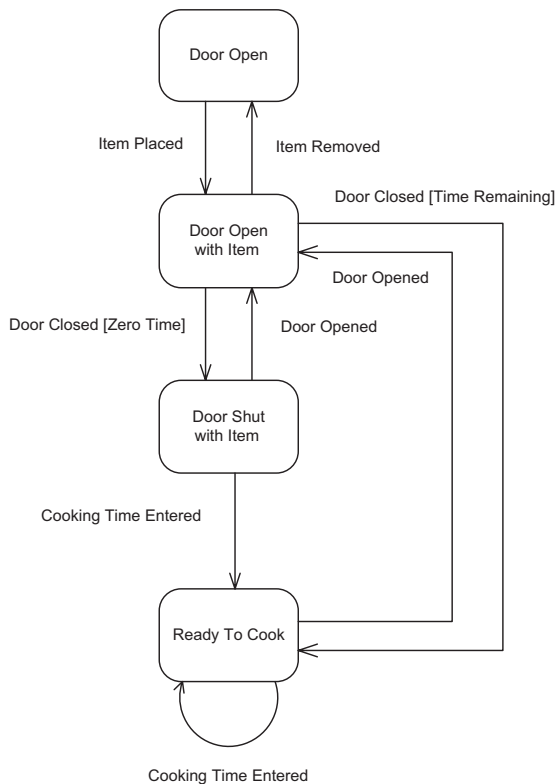 Door Open
Item Placed
Item Removed
Door Closed [Time Remaining]
Door Open
with Item
Door Opened
Door Closed [Zero Time]
Door Opened
Door Shut
with Item
Cooking Time Entered
Ready To Cook
Cooking Time Entered